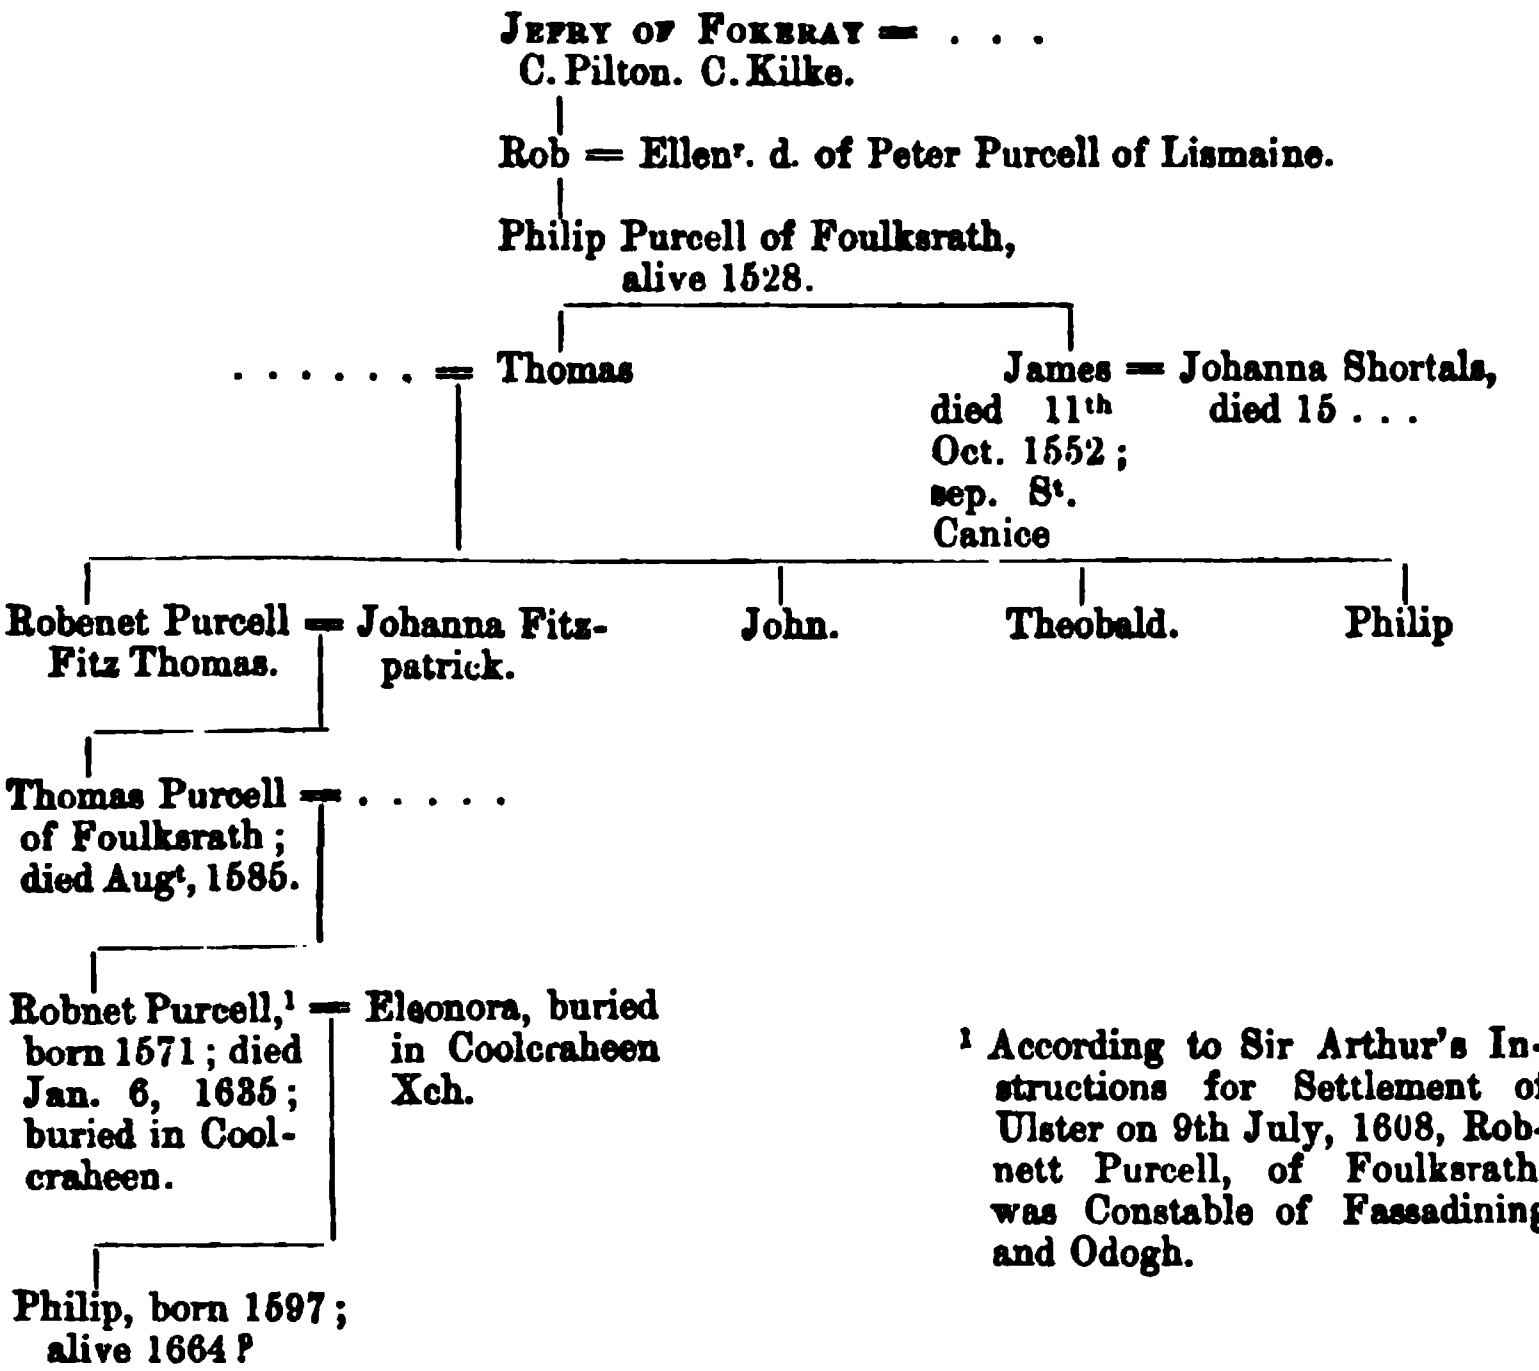 JEFRY OF FOKERAY = . . .
C. Pilton. C. Kilke.
Rob = Ellenʳ. d. of Peter Purcell of Lismaine.
Philip Purcell of Foulksrath,
alive 1528.
. . . . . . = Thomas
James = Johanna Shortals,
died 11ᵗʰ
Oct. 1552;
sep. Sᵗ.
Canice
died 15 . . .
Robenet Purcell = Johanna Fitz-
Fitz Thomas.
patrick.
John.
Theobald.
Philip
Thomas Purcell = . . . . .
of Foulksrath;
died Augᵗ, 1585.
Robnet Purcell,¹ = Eleonora, buried
born 1571; died
Jan. 6, 1635;
buried in Cool-
craheen.
in Coolcraheen
Xch.
Philip, born 1597;
alive 1664?
¹ According to Sir Arthur's In-
structions for Settlement of
Ulster on 9th July, 1608, Rob-
nett Purcell, of Foulksrath
was Constable of Fassadining
and Odogh.